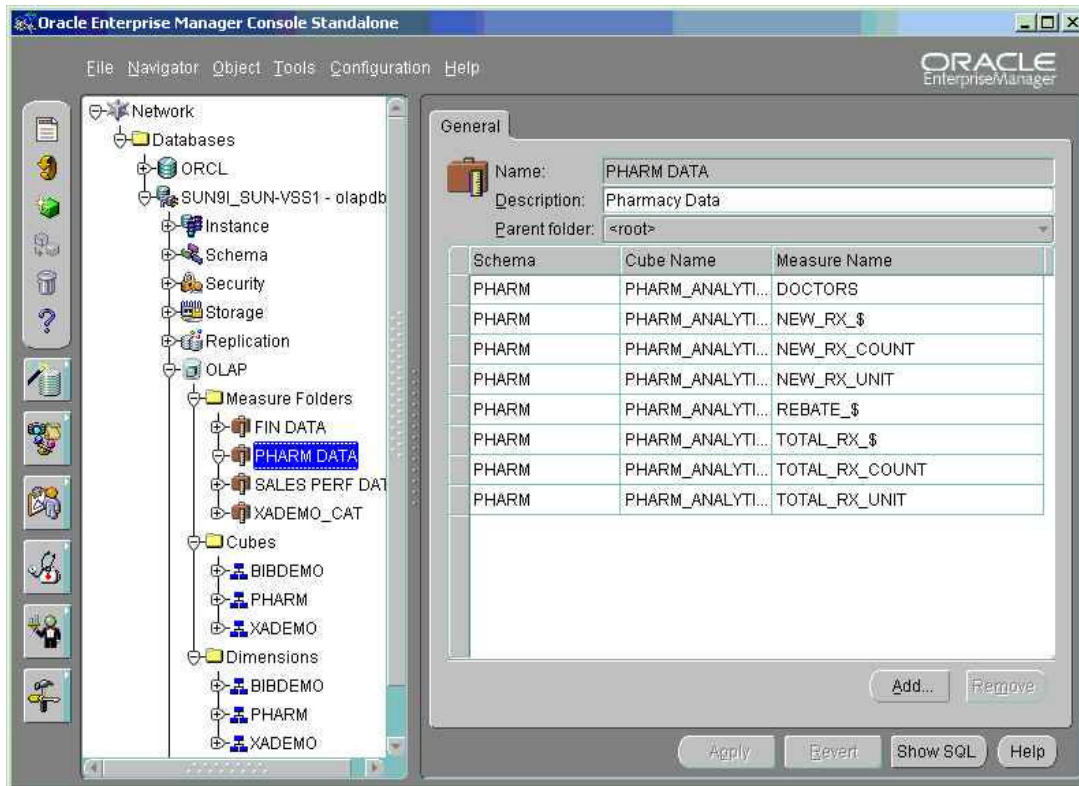 Oracle Enterprise Manager Console Standalone
File Navigator Object Tools Configuration Help
ORACLE
EnterpriseManager
Network
Databases
ORCL
SUN9I_SUN-VSS1 - olapdb
Instance
Schema
Security
Storage
Replication
OLAP
Measure Folders
FIN DATA
PHARM DATA
SALES PERF DAT
XADEMO_CAT
Cubes
BIBDEMO
PHARM
XADEMO
Dimensions
BIBDEMO
PHARM
XADEMO
General
Name: PHARM DATA
Description: Pharmacy Data
Parent folder: <root>
Schema Cube Name Measure Name
PHARM PHARM_ANALYTI... DOCTORS
PHARM PHARM_ANALYTI... NEW_RX_$
PHARM PHARM_ANALYTI... NEW_RX_COUNT
PHARM PHARM_ANALYTI... NEW_RX_UNIT
PHARM PHARM_ANALYTI... REBATE_$
PHARM PHARM_ANALYTI... TOTAL_RX_$
PHARM PHARM_ANALYTI... TOTAL_RX_COUNT
PHARM PHARM_ANALYTI... TOTAL_RX_UNIT
Add... Remove
Apply Revert Show SQL Help